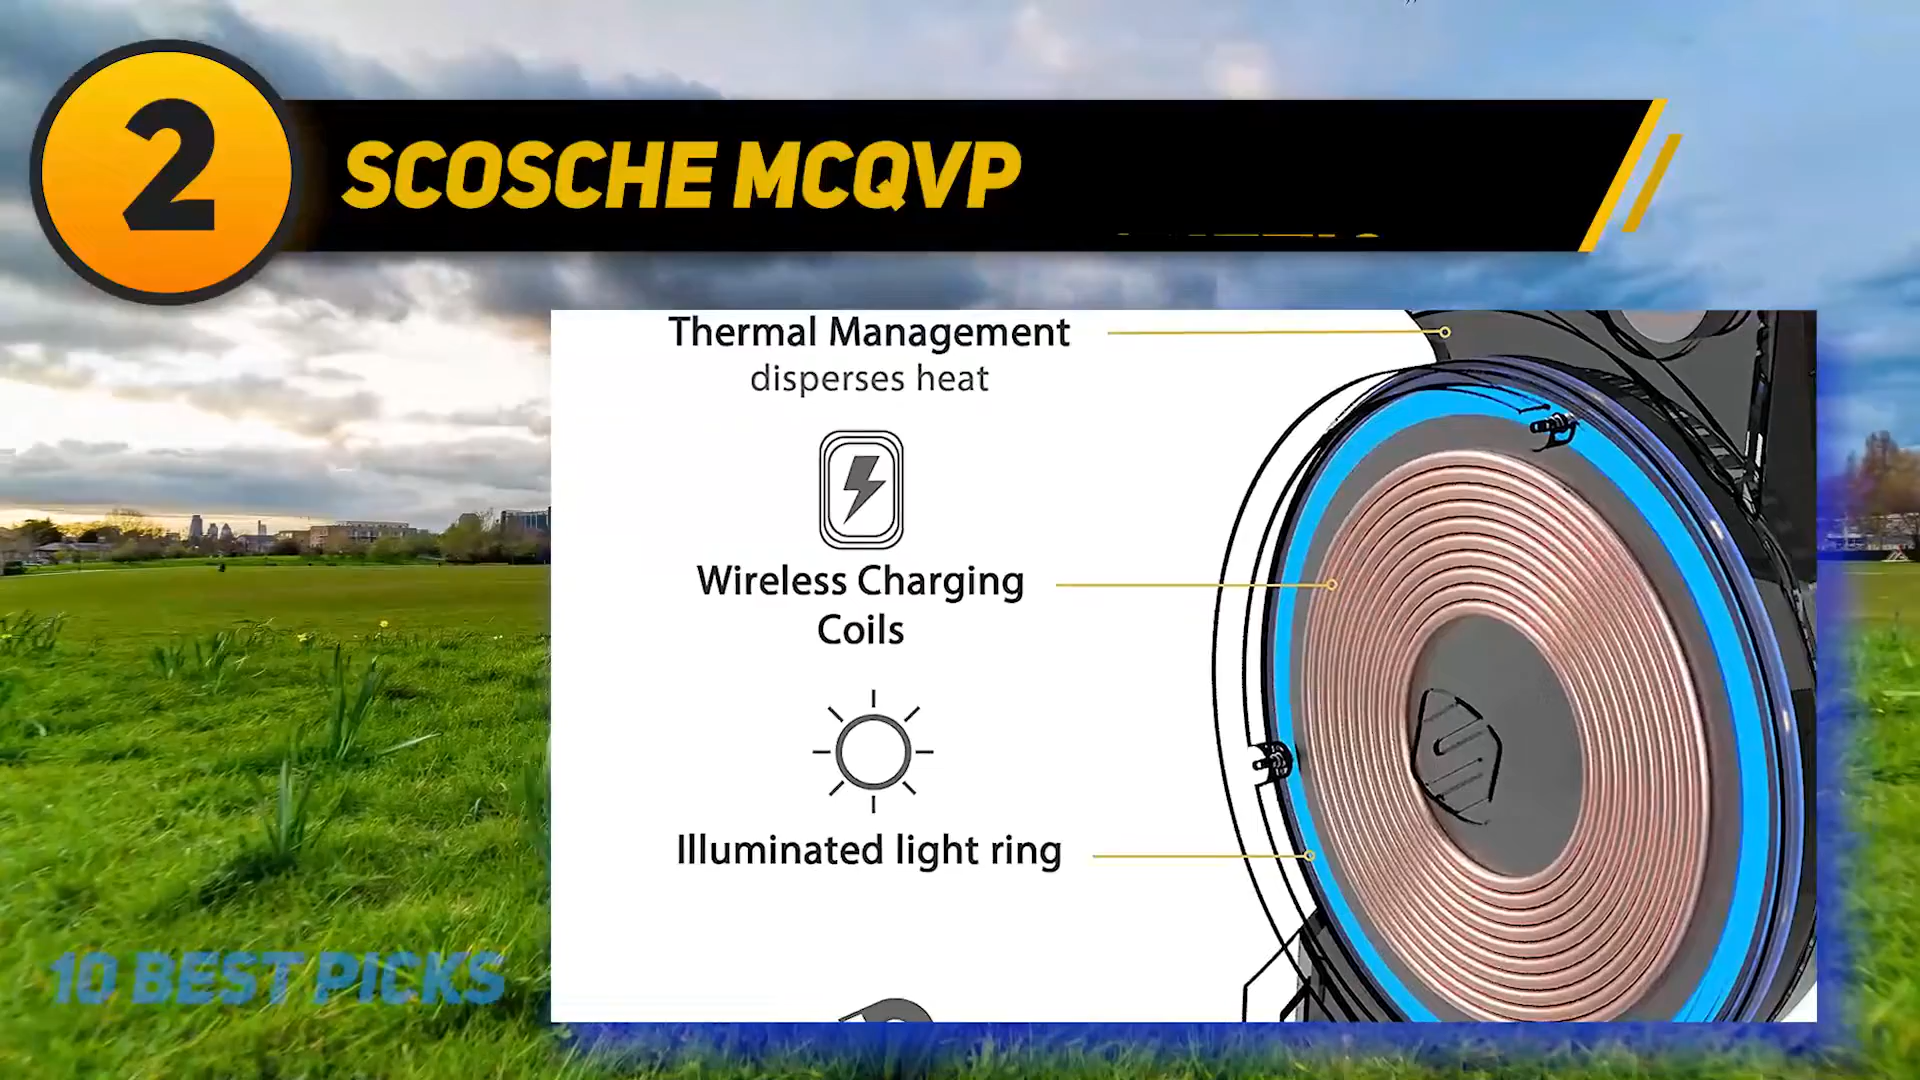 2
SCOSCHE MCQVP
Thermal Management
disperses heat
Wireless Charging
Coils
Illuminated light ring
10 BEST PICKS